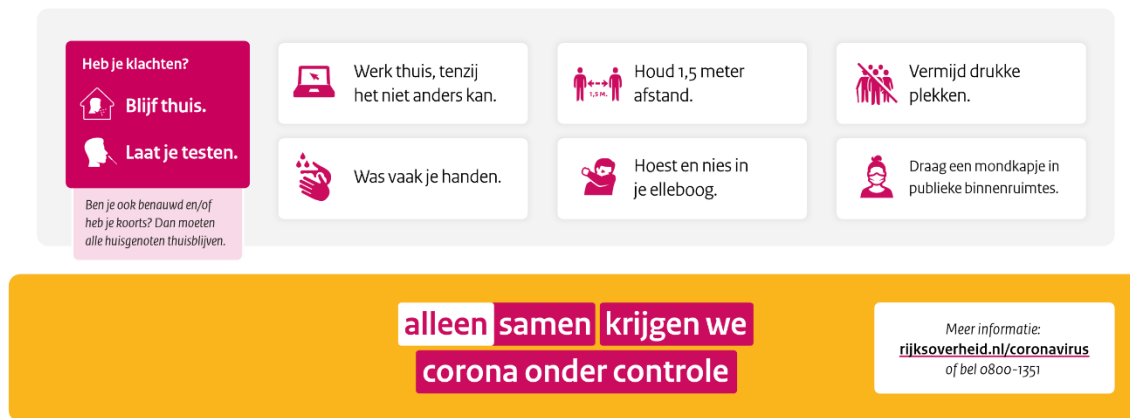 Heb je klachten?
Blijf thuis.
Laat je testen.
Ben je ook benauwd en/of
heb je koorts? Dan moeten
alle huisgenoten thuisblijven.
Werk thuis, tenzij
het niet anders kan.
1,5 M.
Houd 1,5 meter
afstand.
Vermijd drukke
plekken.
Was vaak je handen.
Hoest en nies in
je elleboog.
Draag een mondkapje in
publieke binnenruimtes.
alleen samen krijgen we
corona onder controle
Meer informatie:
rijksoverheid.nl/coronavirus
of bel 0800-1351